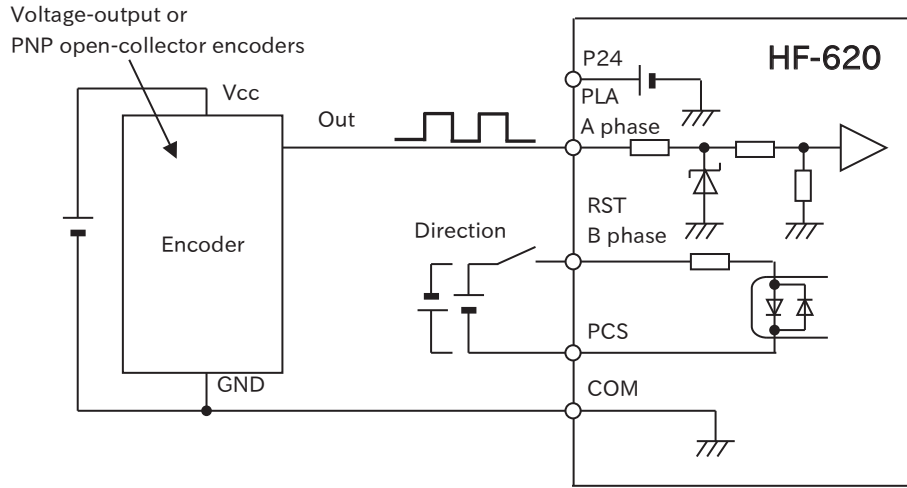 Voltage-output or
PNP open-collector encoders
Vcc
Out
Encoder
GND
Direction
P24
HF-620
PLA
A phase
RST
B phase
PCS
COM